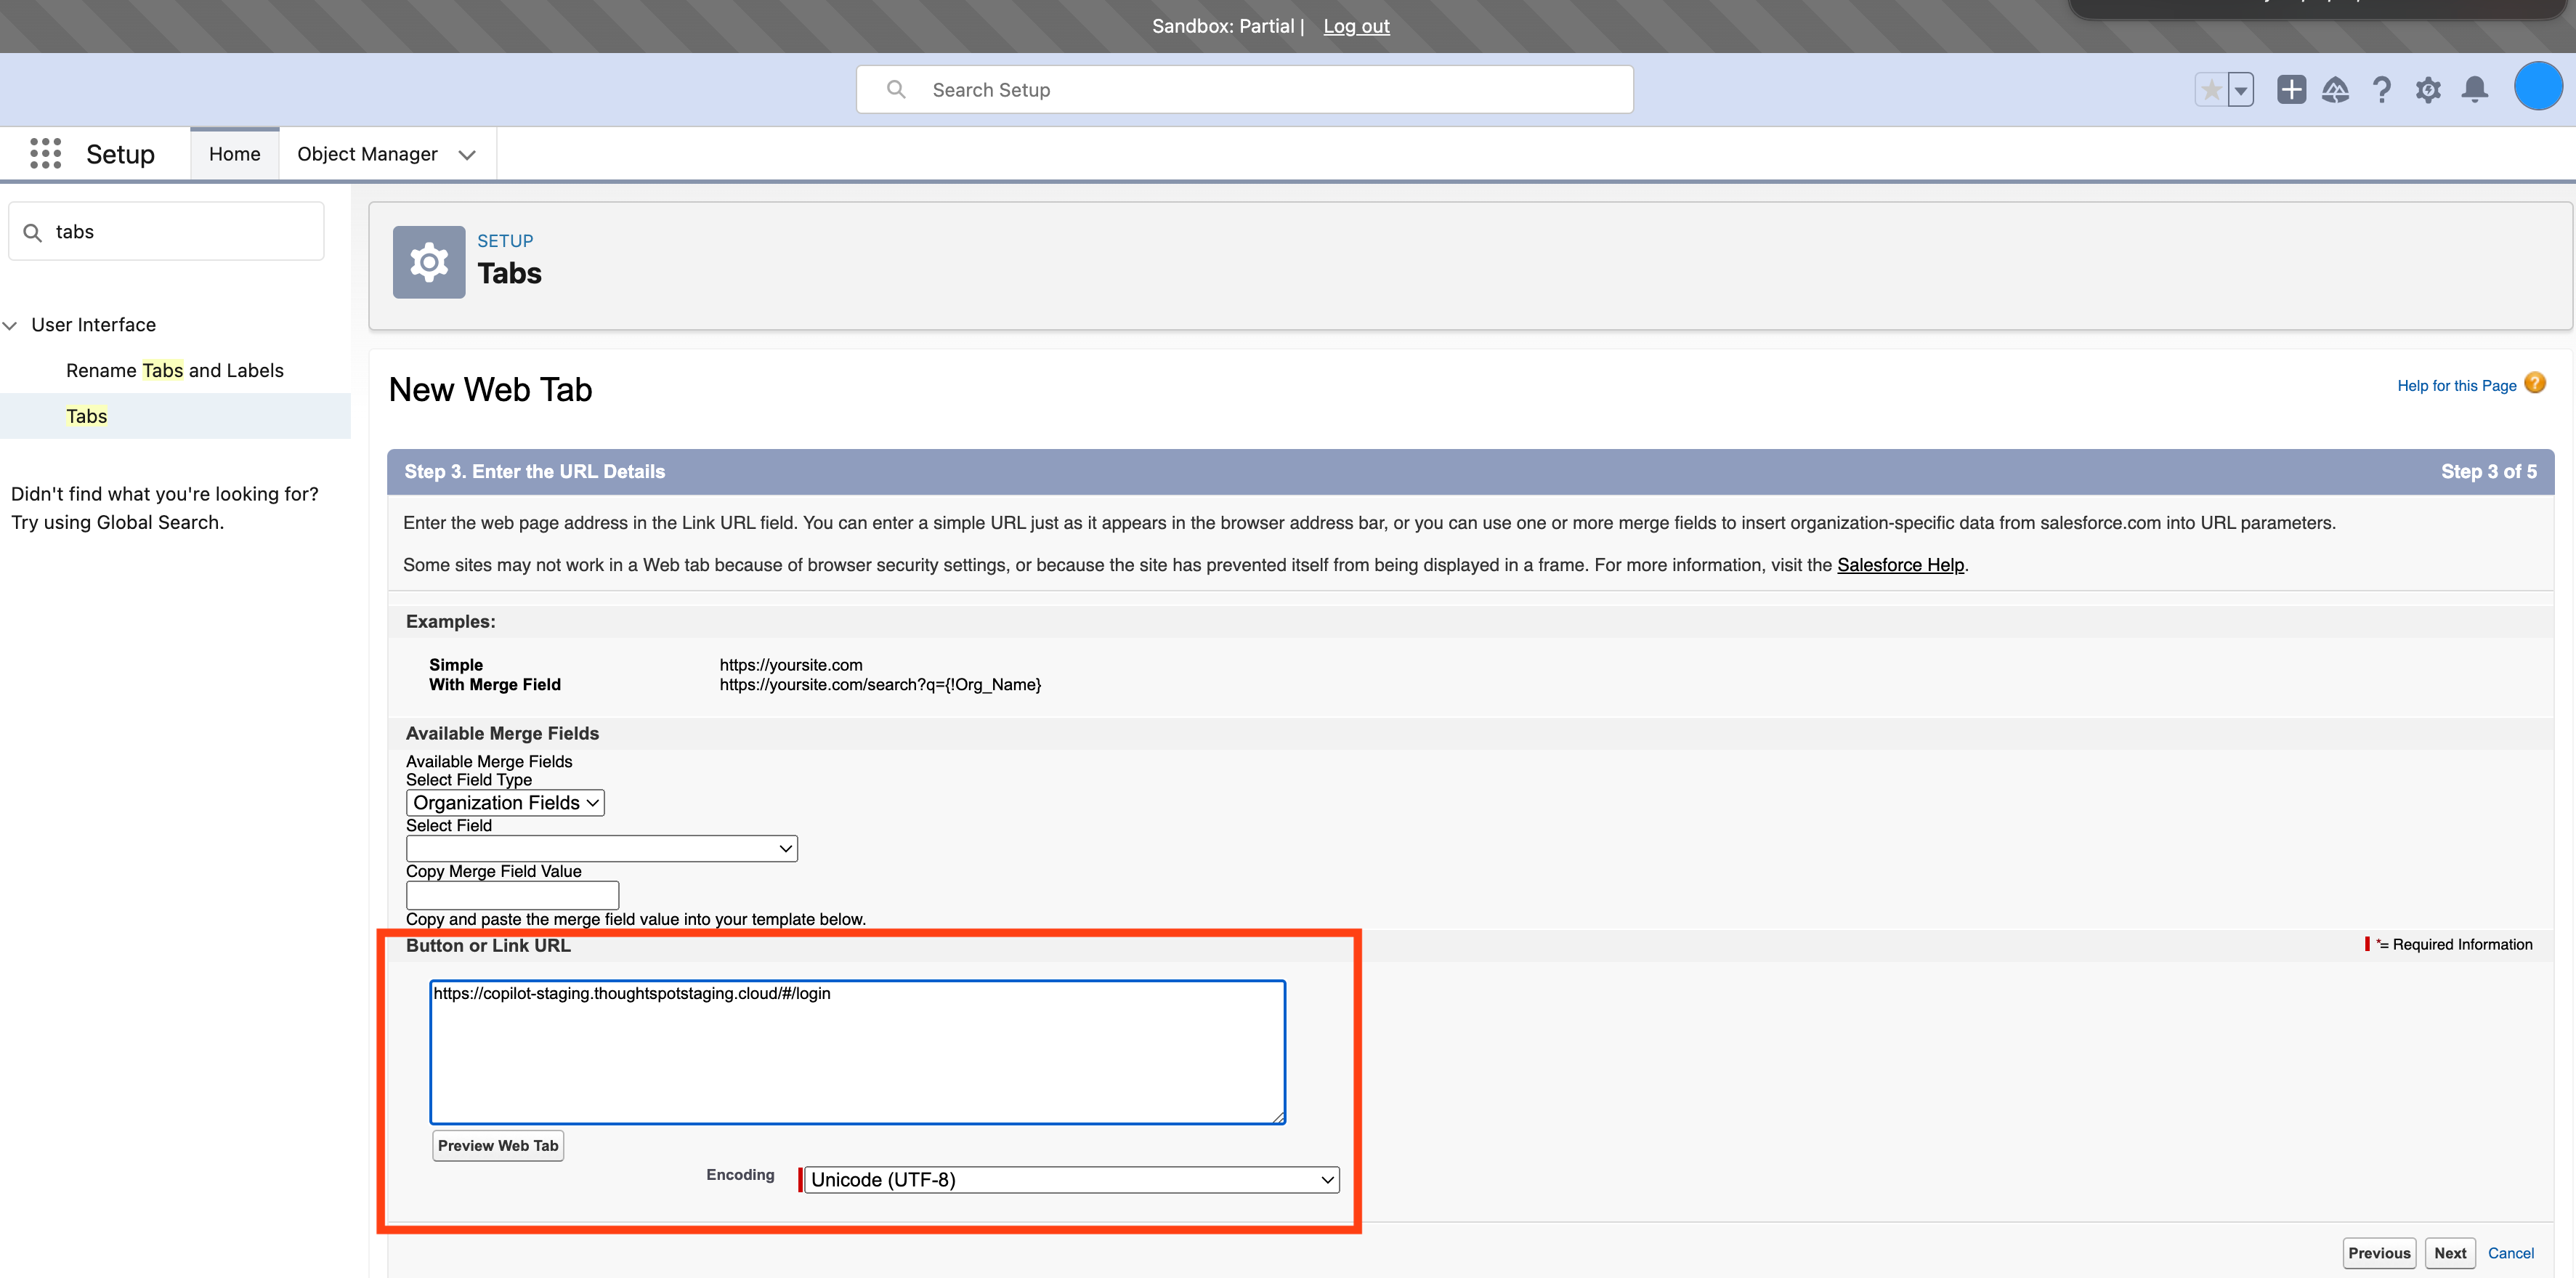 Sandbox: Partial | Log out
Search Setup
Setup
Home
Object Manager
tabs
User Interface
Rename Tabs and Labels
Tabs
Didn't find what you're looking for?
Try using Global Search.
SETUP
Tabs
New Web Tab
Help for this Page
Step 3. Enter the URL Details
Step 3 of 5
Enter the web page address in the Link URL field. You can enter a simple URL just as it appears in the browser address bar, or you can use one or more merge fields to insert organization-specific data from salesforce.com into URL parameters.
Some sites may not work in a Web tab because of browser security settings, or because the site has prevented itself from being displayed in a frame. For more information, visit the Salesforce Help.
Examples:
Simple https://yoursite.com
With Merge Field https://yoursite.com/search?q={!Org_Name}
Available Merge Fields
Available Merge Fields
Select Field Type
Organization Fields
Select Field
Copy Merge Field Value
Copy and paste the merge field value into your template below.
Button or Link URL
*= Required Information
https://copilot-staging.thoughtspotstaging.cloud/#/login
Preview Web Tab
Encoding Unicode (UTF-8)
Previous Next Cancel